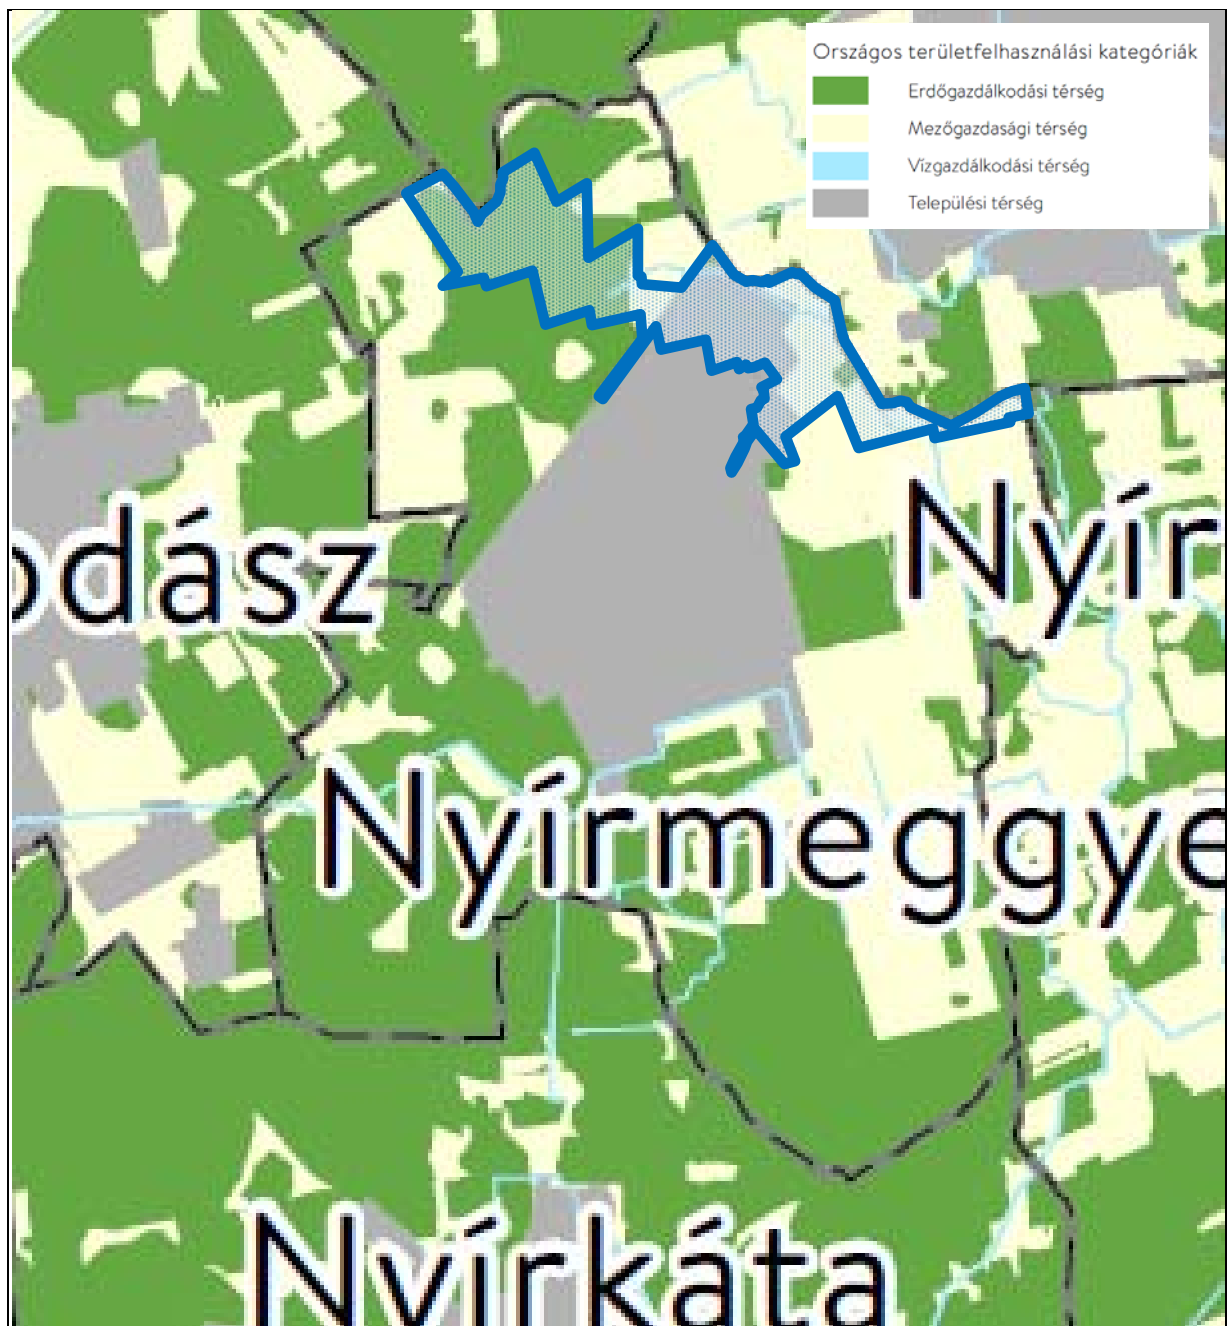 Országos területfelhasználási kategóriák
Erdőgazdálkodási térség
Mezőgazdasági térség
Vízgazdálkodási térség
Települési térség
odász
Nyír
Nyírmeggye
Nyírkáta